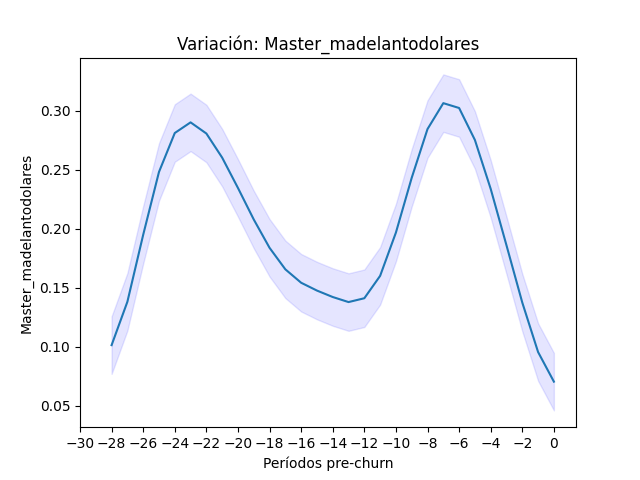 Variación: Master_madelantodolares
Master_madelantodolares
0.30
0.25
0.20
0.15
0.10
0.05
−30 −28 −26 −24 −22 −20 −18 −16 −14 −12 −10 −8 −6 −4 −2 0
Períodos pre-churn